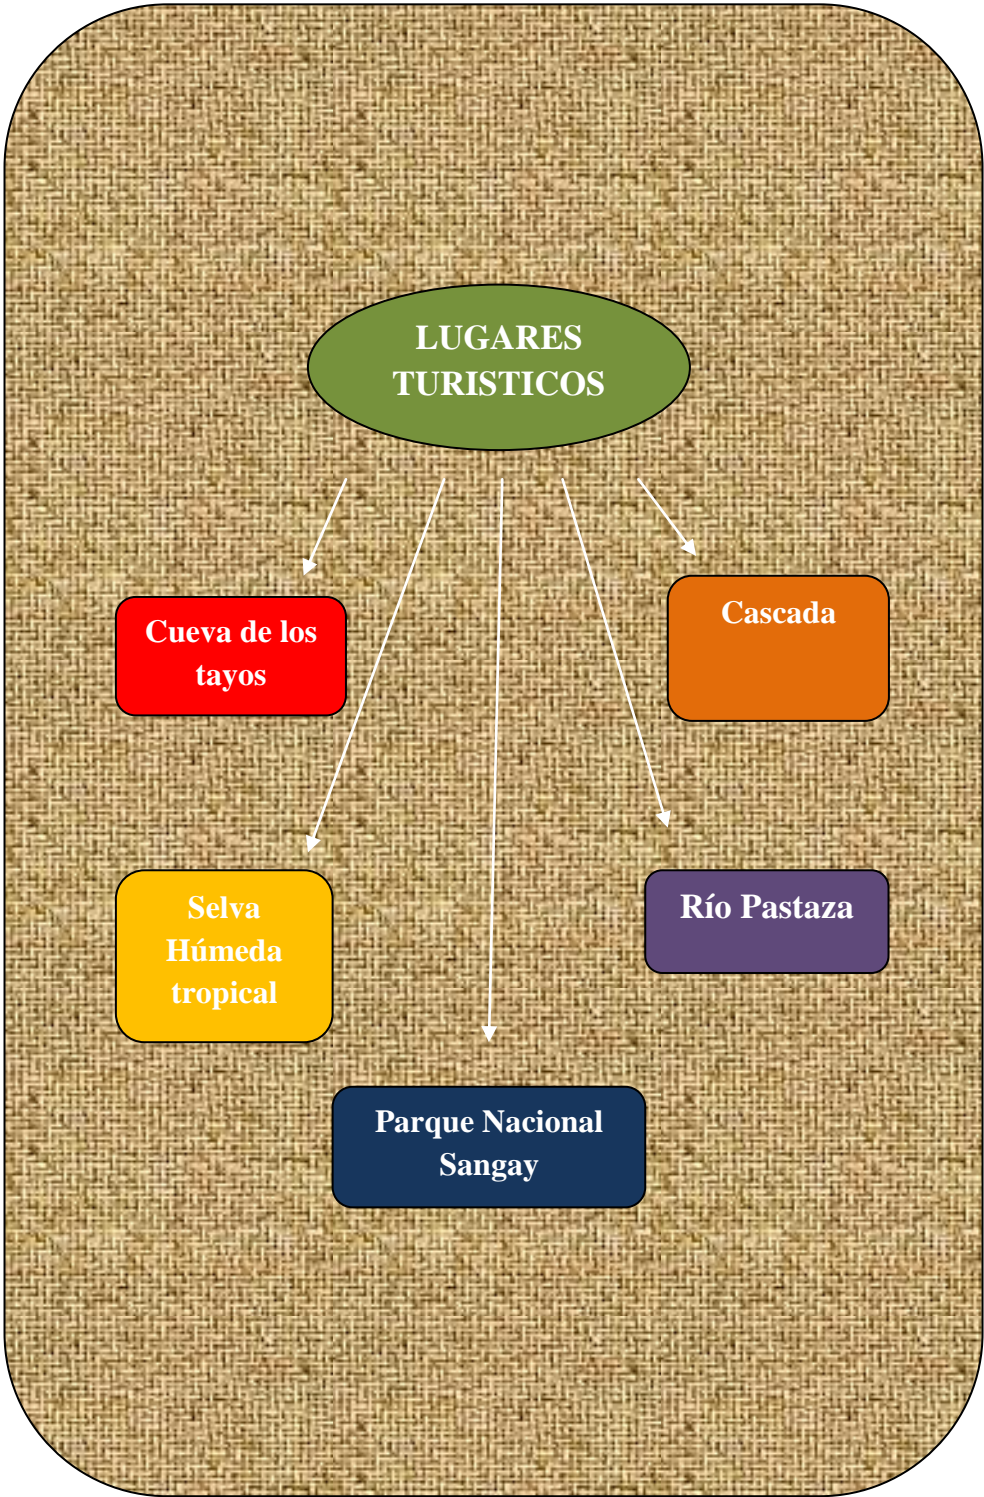 LUGARES
TURISTICOS
Cueva de los
tayos
Cascada
Selva
Húmeda
tropical
Río Pastaza
Parque Nacional
Sangay